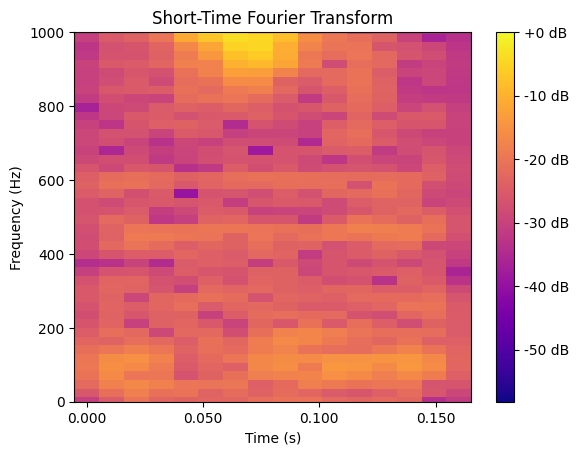 Short-Time Fourier Transform
1000
800
600
400
200
0
Frequency (Hz)
0.000
0.050
0.100
0.150
Time (s)
+0 dB
-10 dB
-20 dB
-30 dB
-40 dB
-50 dB